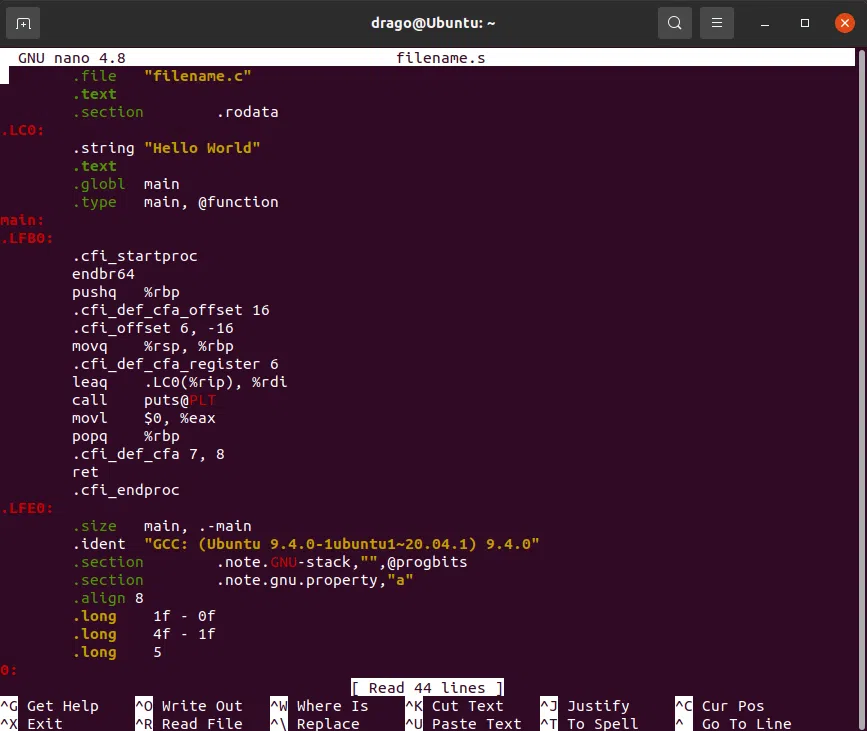 drago@Ubuntu: ~
GNU nano 4.8 filename.s
.file "filename.c"
.text
.section .rodata
.LC0:
.string "Hello World"
.text
.globl main
.type main, @function
main:
.LFB0:
.cfi_startproc
endbr64
pushq %rbp
.cfi_def_cfa_offset 16
.cfi_offset 6, -16
movq %rsp, %rbp
.cfi_def_cfa_register 6
leaq .LC0(%rip), %rdi
call puts@PLT
movl $0, %eax
popq %rbp
.cfi_def_cfa 7, 8
ret
.cfi_endproc
.LFE0:
.size main, .-main
.ident "GCC: (Ubuntu 9.4.0-1ubuntu1~20.04.1) 9.4.0"
.section .note.GNU-stack,"",@progbits
.section .note.gnu.property,"a"
.align 8
.long 1f - 0f
.long 4f - 1f
.long 5
0:
[ Read 44 lines ]
^G Get Help ^O Write Out ^W Where Is ^K Cut Text ^J Justify ^C Cur Pos
^X Exit ^R Read File ^\ Replace ^U Paste Text ^T To Spell ^_ Go To Line